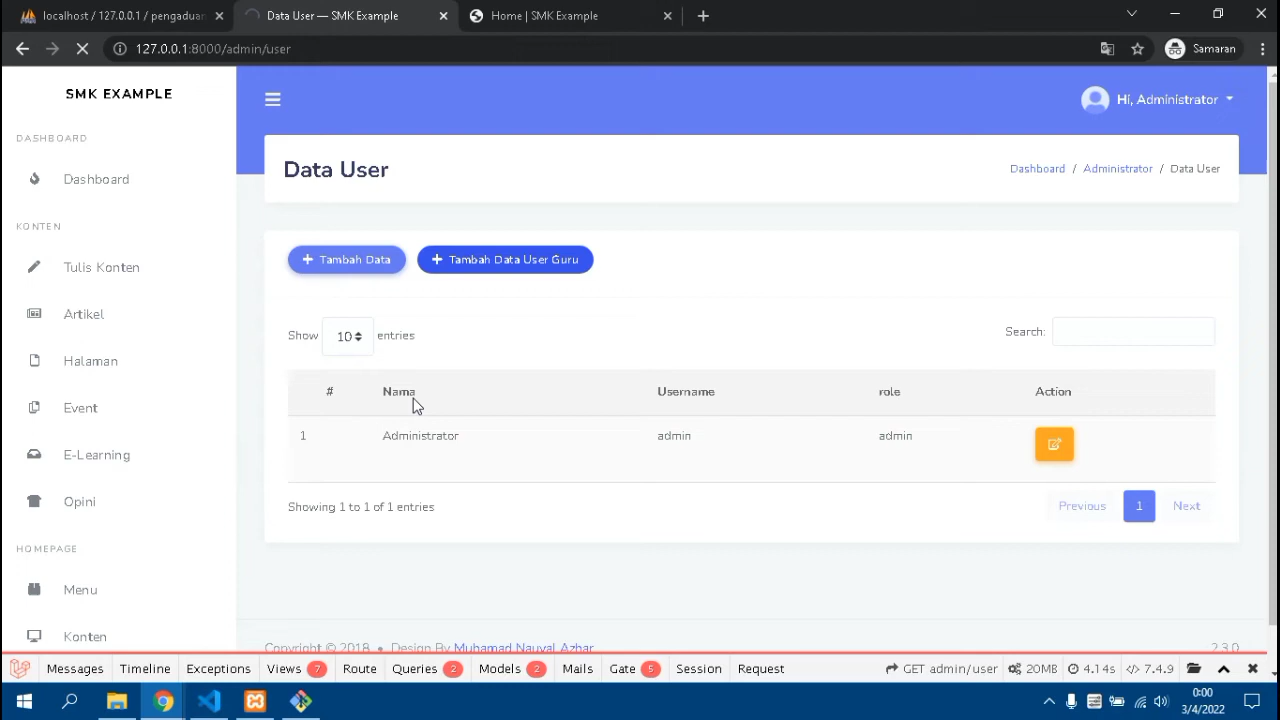 localhost / 127.0.0.1 / pengaduan
Data User — SMK Example
Home | SMK Example
127.0.0.1:8000/admin/user
Samaran
SMK EXAMPLE
Hi, Administrator
DASHBOARD
Dashboard
Data User
Dashboard / Administrator / Data User
KONTEN
Tulis Konten
Artikel
Halaman
Event
E-Learning
Opini
HOMEPAGE
Menu
Konten
+ Tambah Data
+ Tambah Data User Guru
Show 10 entries
Search:
# Nama Username role Action
1 Administrator admin admin
Showing 1 to 1 of 1 entries
Previous 1 Next
Copyright © 2018 • Design By Muhamad Nauval Azhar
2.3.0
Messages Timeline Exceptions Views 7 Route Queries 2 Models 2 Mails Gate 5 Session Request
GET admin/user 20MB 4.14s 7.4.9
0:00
3/4/2022